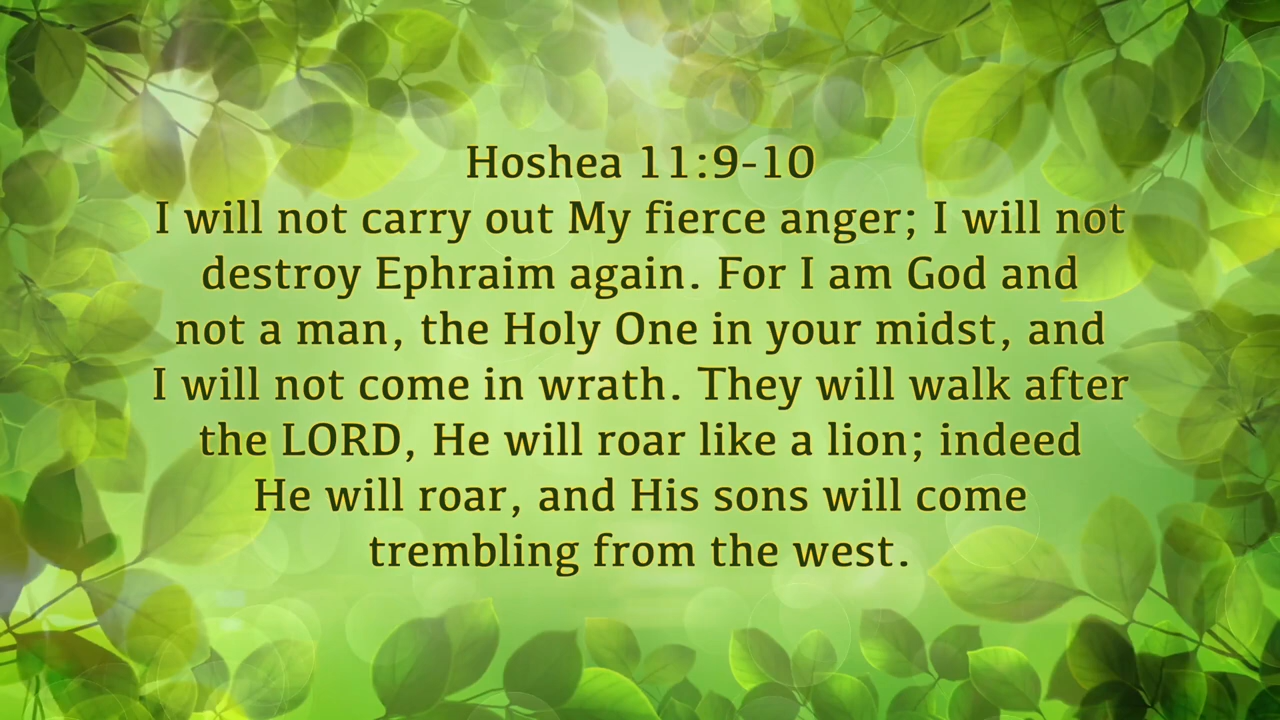 Hoshea 11:9-10
I will not carry out My fierce anger; I will not
destroy Ephraim again. For I am God and
not a man, the Holy One in your midst, and
I will not come in wrath. They will walk after
the LORD, He will roar like a lion; indeed
He will roar, and His sons will come
trembling from the west.